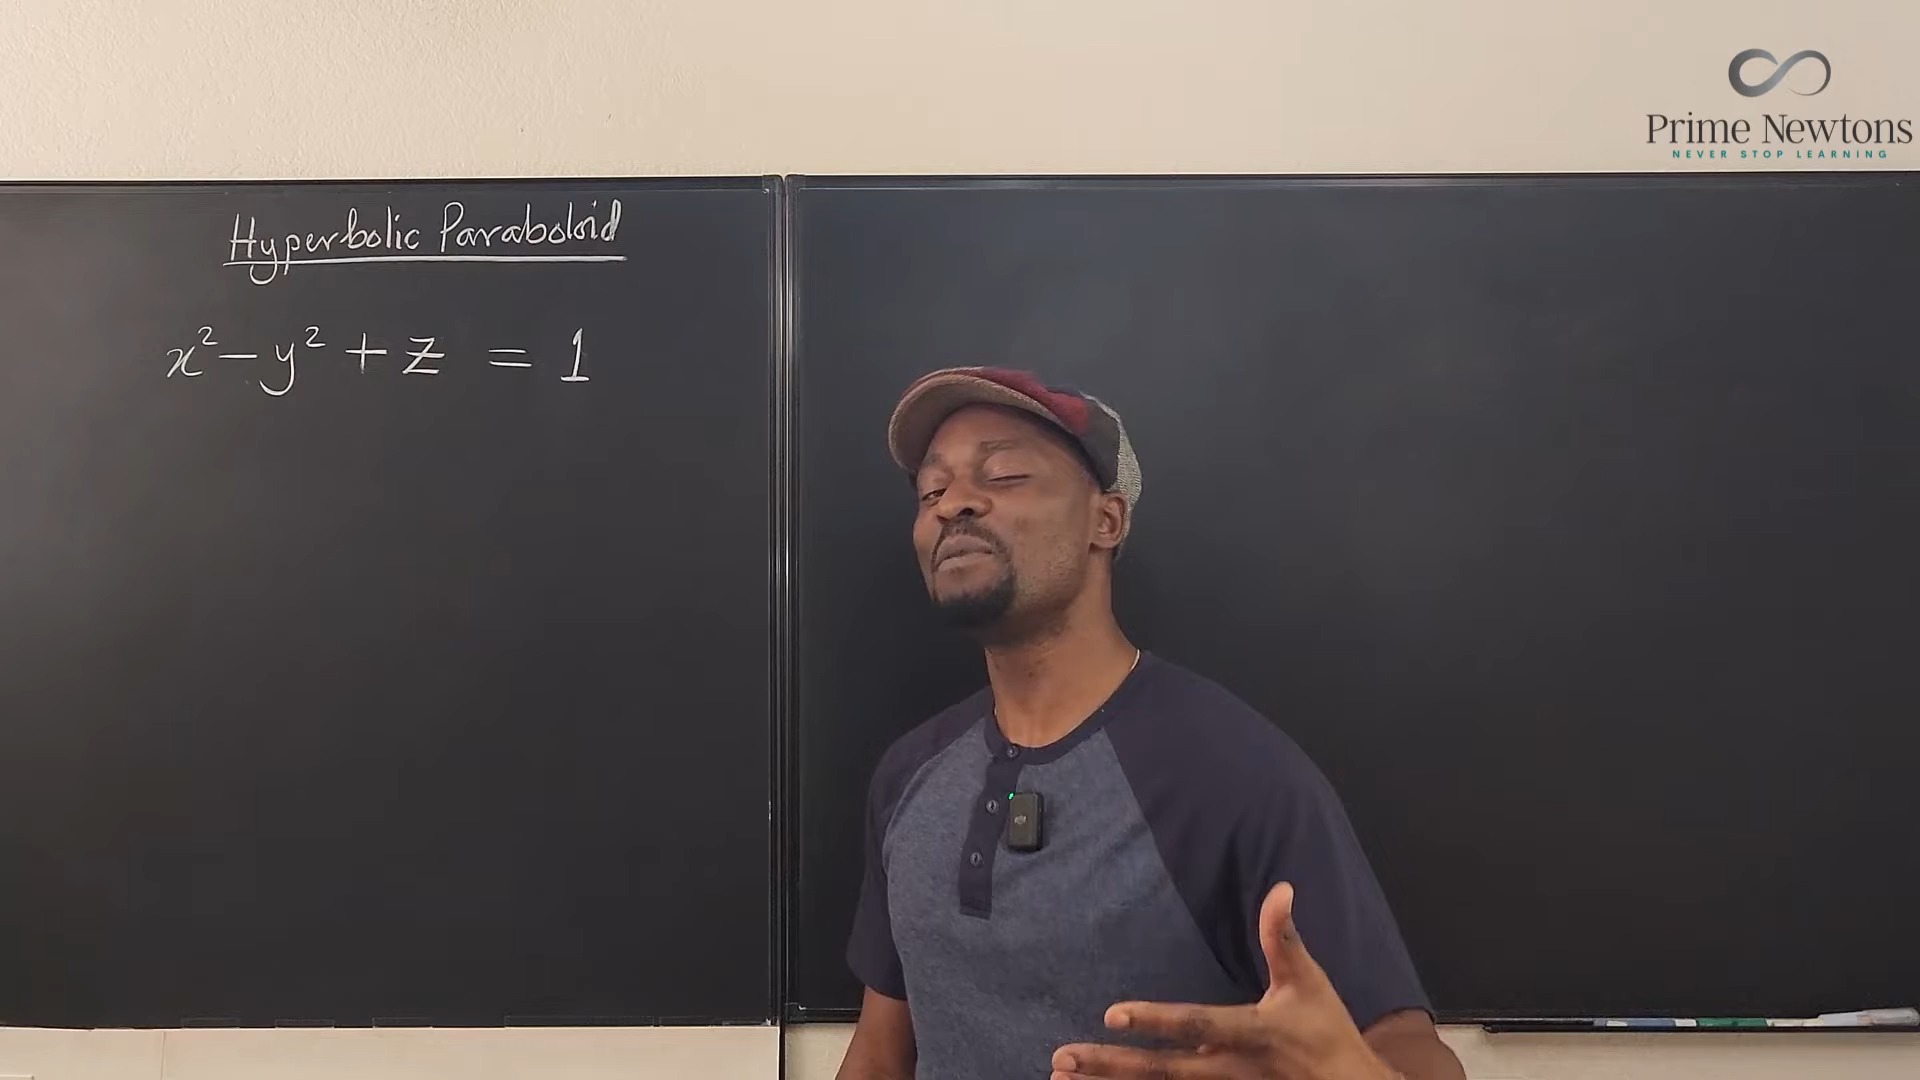 Prime Newtons
NEVER STOP LEARNING
Hyperbolic Paraboloid
x² - y² + z = 1